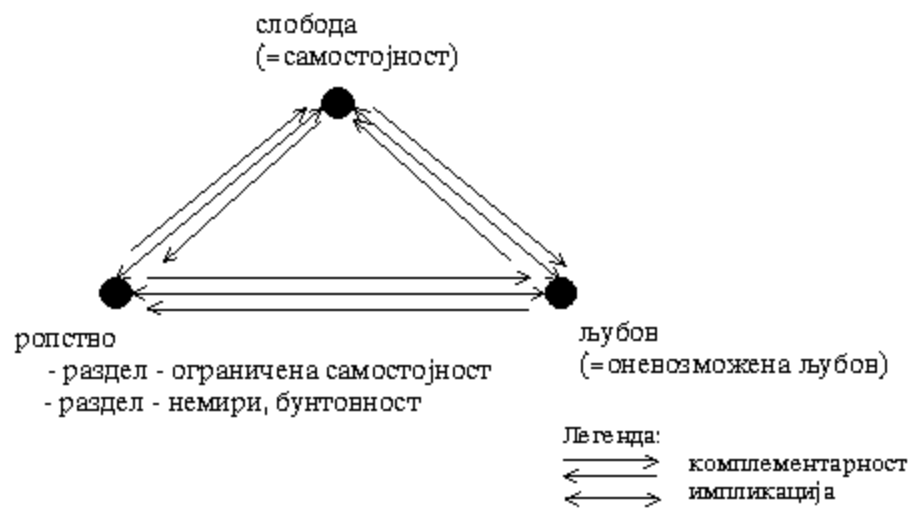 слобода
(=самостојност)
ропство
- раздел - ограничена самостојност
- раздел - немири, бунтовност
љубов
(=оневозможена љубов)
Легенда:
комплементарност
импликација